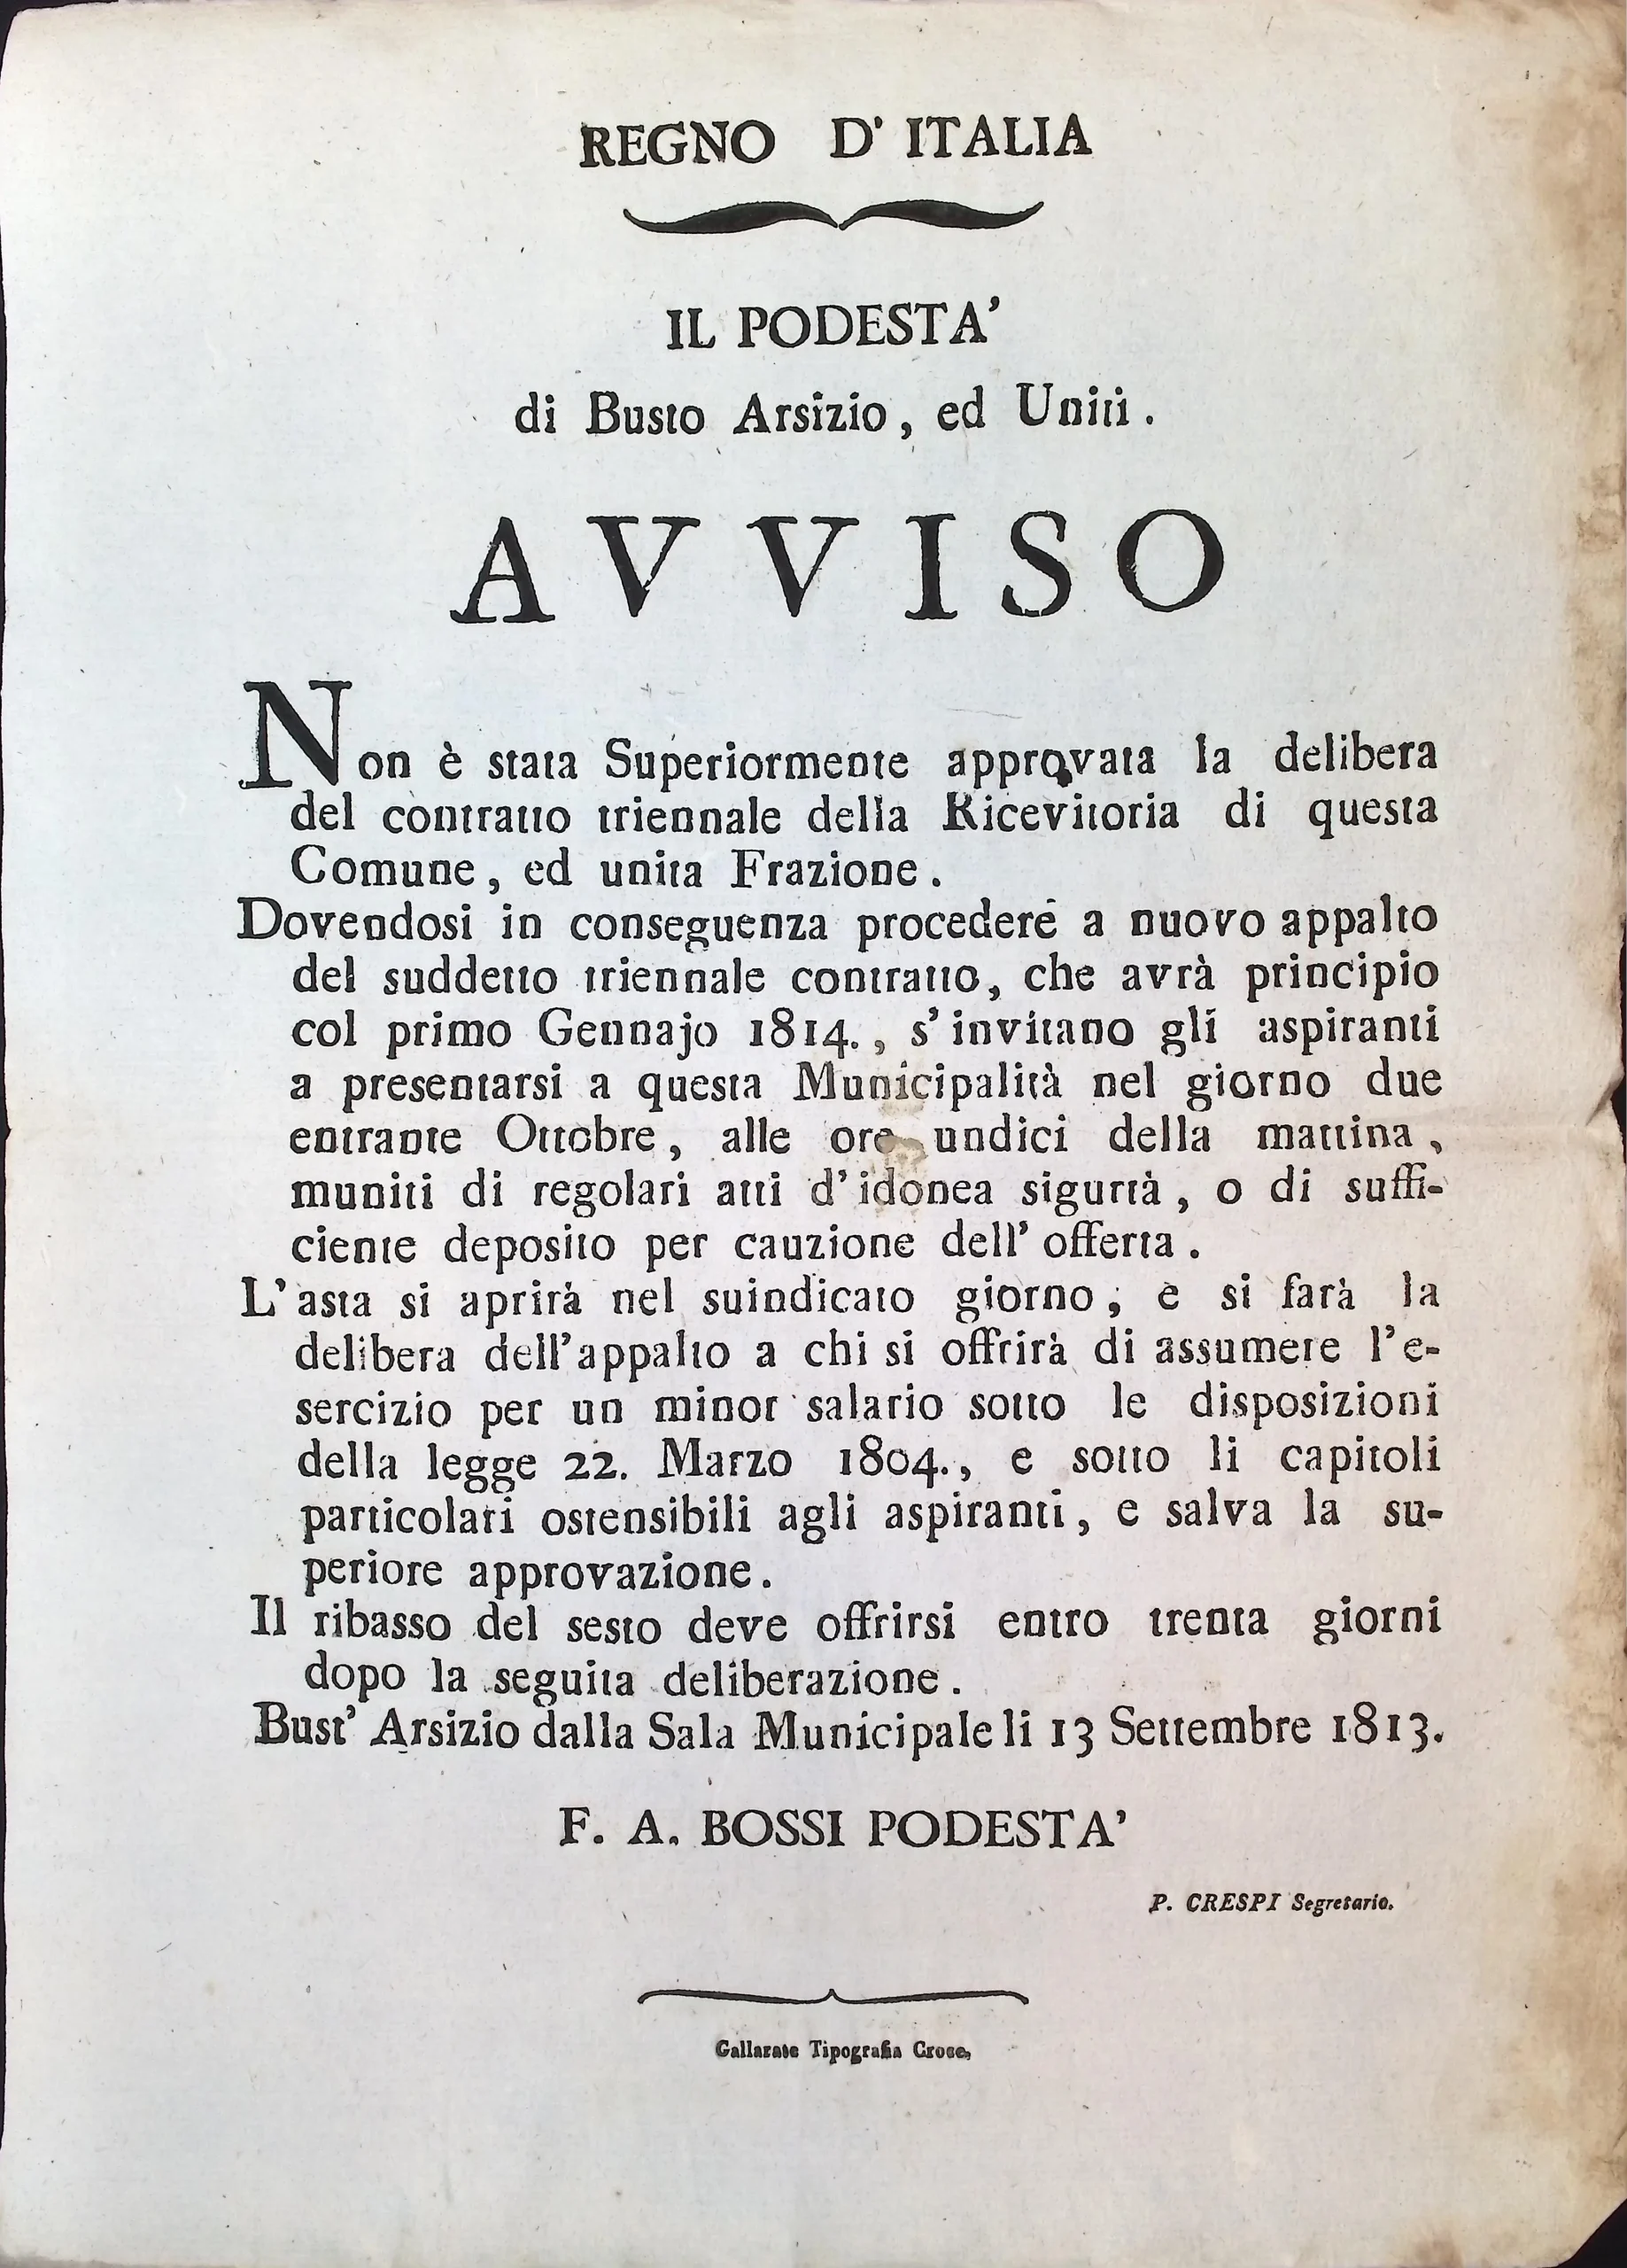 REGNO D' ITALIA
IL PODESTA'
di Busto Arsizio, ed Uniti.
AVVISO
Non è stata Superiormente approvata la delibera
del contratto triennale della Ricevitoria di questa
Comune, ed unita Frazione.
Dovendosi in conseguenza procedere a nuovo appalto
del suddetto triennale contratto, che avrà principio
col primo Gennajo 1814., s' invitano gli aspiranti
a presentarsi a questa Municipalità nel giorno due
entrante Ottobre, alle ore undici della mattina,
muniti di regolari atti d' idonea sigurtà, o di suffi-
ciente deposito per cauzione dell' offerta.
L' asta si aprirà nel suindicato giorno; e si farà la
delibera dell' appalto a chi si offrirà di assumere l' e-
sercizio per un minor salario sotto le disposizioni
della legge 22. Marzo 1804., e sotto li capitoli
particolari ostensibili agli aspiranti, e salva la su-
periore approvazione.
Il ribasso del sesto deve offrirsi entro trenta giorni
dopo la seguita deliberazione.
Bust' Arsizio dalla Sala Municipale li 13 Settembre 1813.
F. A. BOSSI PODESTA'
P. CRESPI Segretario.
Gallarate Tipografia Croce,